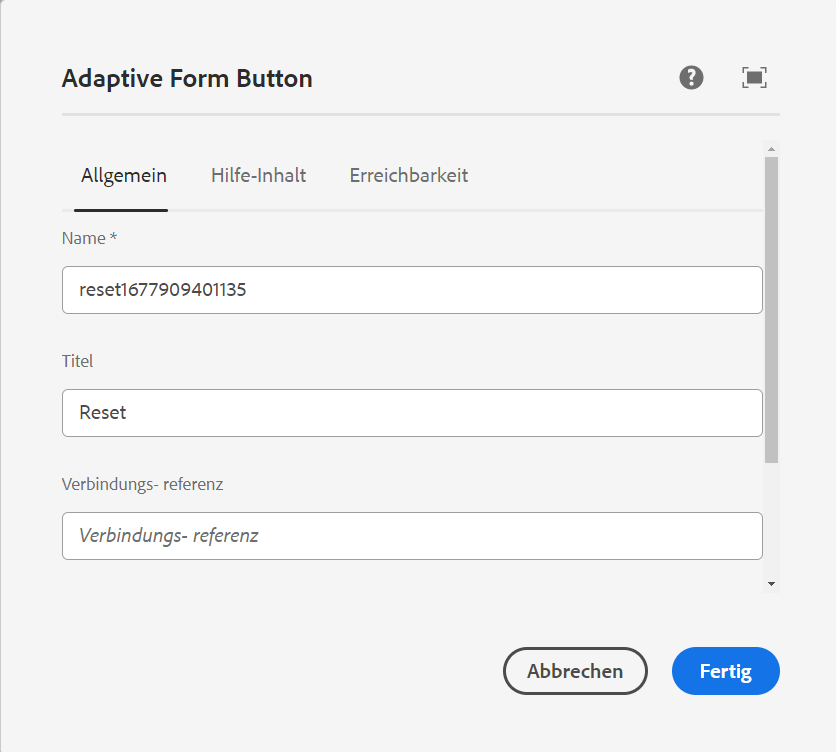 Adaptive Form Button
?
Allgemein Hilfe-Inhalt Erreichbarkeit
Name *
reset1677909401135
Titel
Reset
Verbindungs- referenz
Verbindungs- referenz
Abbrechen Fertig